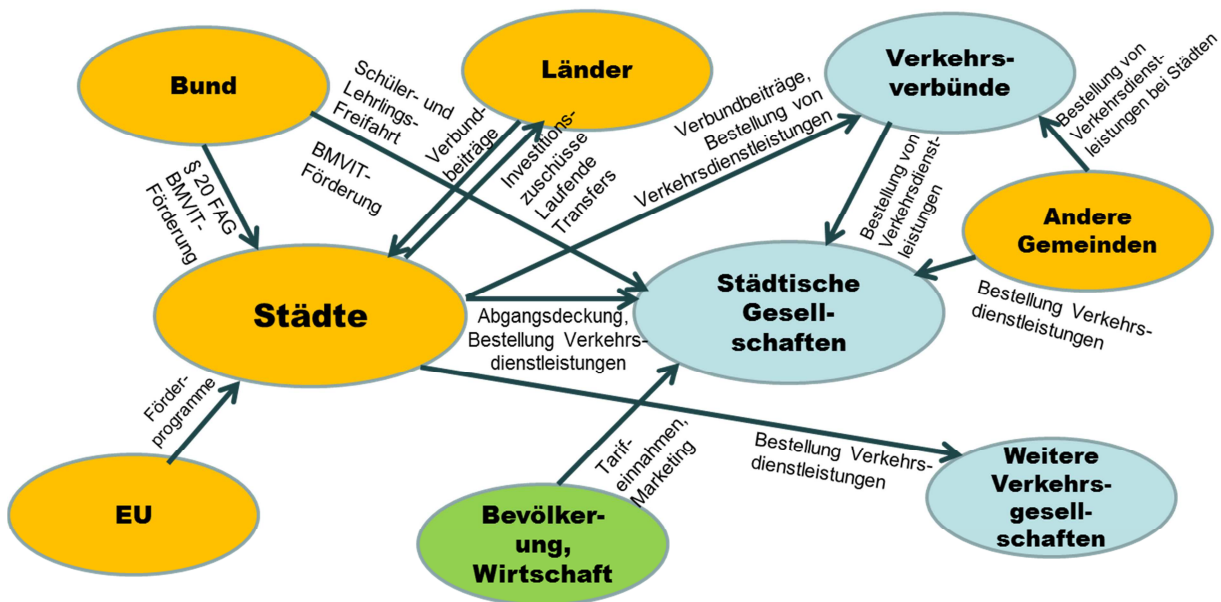 Bund
Schüler- und
Lehrlings-
Freifahrt
BMVIT-
Förderung
§ 20 FAG
BMVIT-
Förderung
Länder
Verbund-
beiträge
Investitions-
zuschüsse
Laufende
Transfers
Verbundbeiträge,
Bestellung von
Verkehrsdienstleistungen
Verkehrs-
verbünde
Bestellung von
Verkehrsdienst-
leistungen
Bestellung von
Verkehrsdienst-
leistungen bei Städten
Andere
Gemeinden
Bestellung Verkehrs-
dienstleistungen
Städte
Abgangsdeckung,
Bestellung Verkehrs-
dienstleistungen
Städtische
Gesell-
schaften
Förder-
programme
EU
Tarif-
einnahmen,
Marketing
Bevölker-
ung,
Wirtschaft
Bestellung Verkehrs-
dienstleistungen
Weitere
Verkehrs-
gesell-
schaften